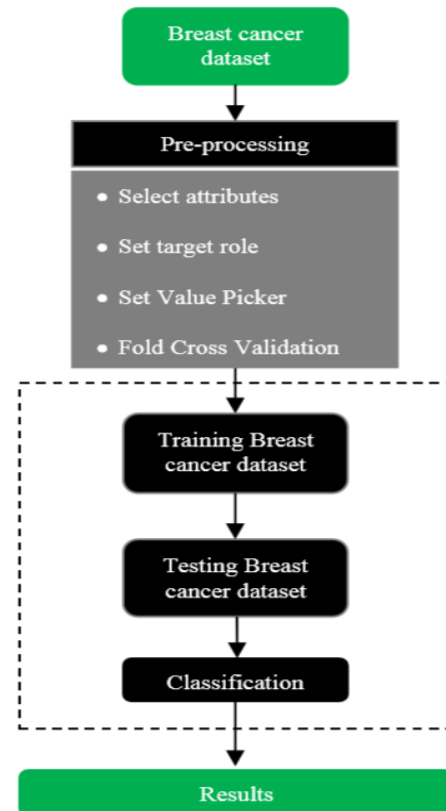 Breast cancer
dataset
Pre-processing
• Select attributes
• Set target role
• Set Value Picker
• Fold Cross Validation
Training Breast
cancer dataset
Testing Breast
cancer dataset
Classification
Results